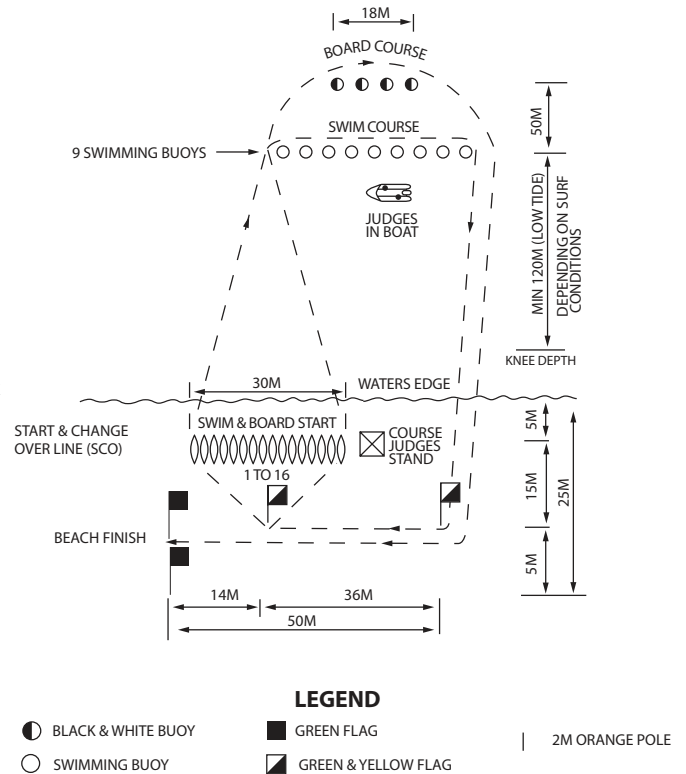 18M
BOARD COURSE
SWIM COURSE
9 SWIMMING BUOYS
50M
JUDGES
IN BOAT
MIN 120M (LOW TIDE)
DEPENDING ON SURF
CONDITIONS
KNEE DEPTH
30M
WATERS EDGE
START & CHANGE
OVER LINE (SCO)
SWIM & BOARD START
COURSE
JUDGES
STAND
1 TO 16
5M
15M
25M
BEACH FINISH
5M
14M
36M
50M
LEGEND
BLACK & WHITE BUOY
GREEN FLAG
2M ORANGE POLE
SWIMMING BUOY
GREEN & YELLOW FLAG